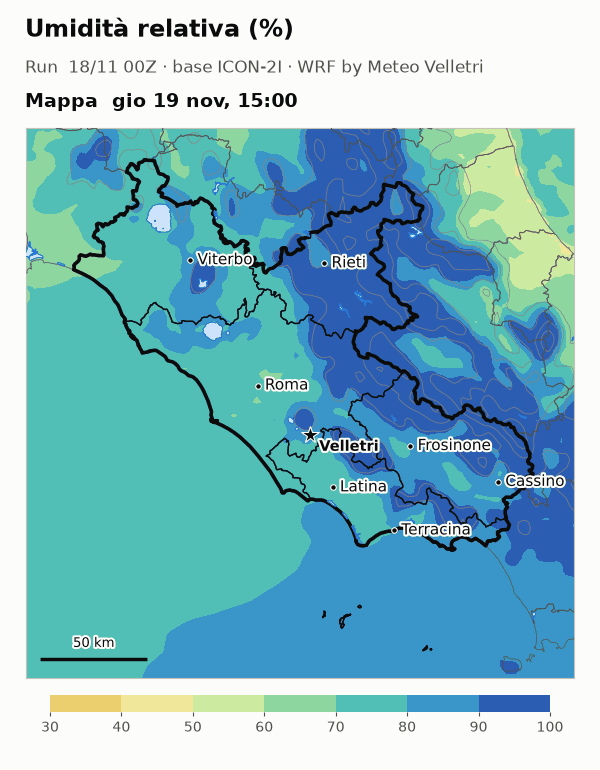 Umidità relativa (%)
Run  18/11 00Z · base ICON-2I · WRF by Meteo Velletri
Mappa  gio 19 nov, 15:00
Viterbo
Rieti
Roma
Velletri
Frosinone
Cassino
Latina
Terracina
50 km
30 40 50 60 70 80 90 100